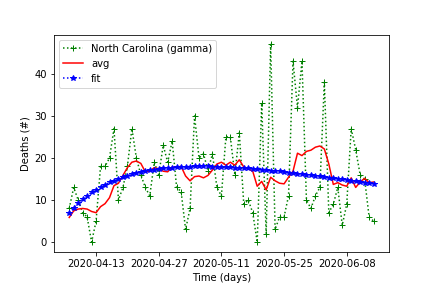 North Carolina (gamma)
avg
fit
Deaths (#)
40
30
20
10
0
2020-04-13 2020-04-27 2020-05-11 2020-05-25 2020-06-08
Time (days)